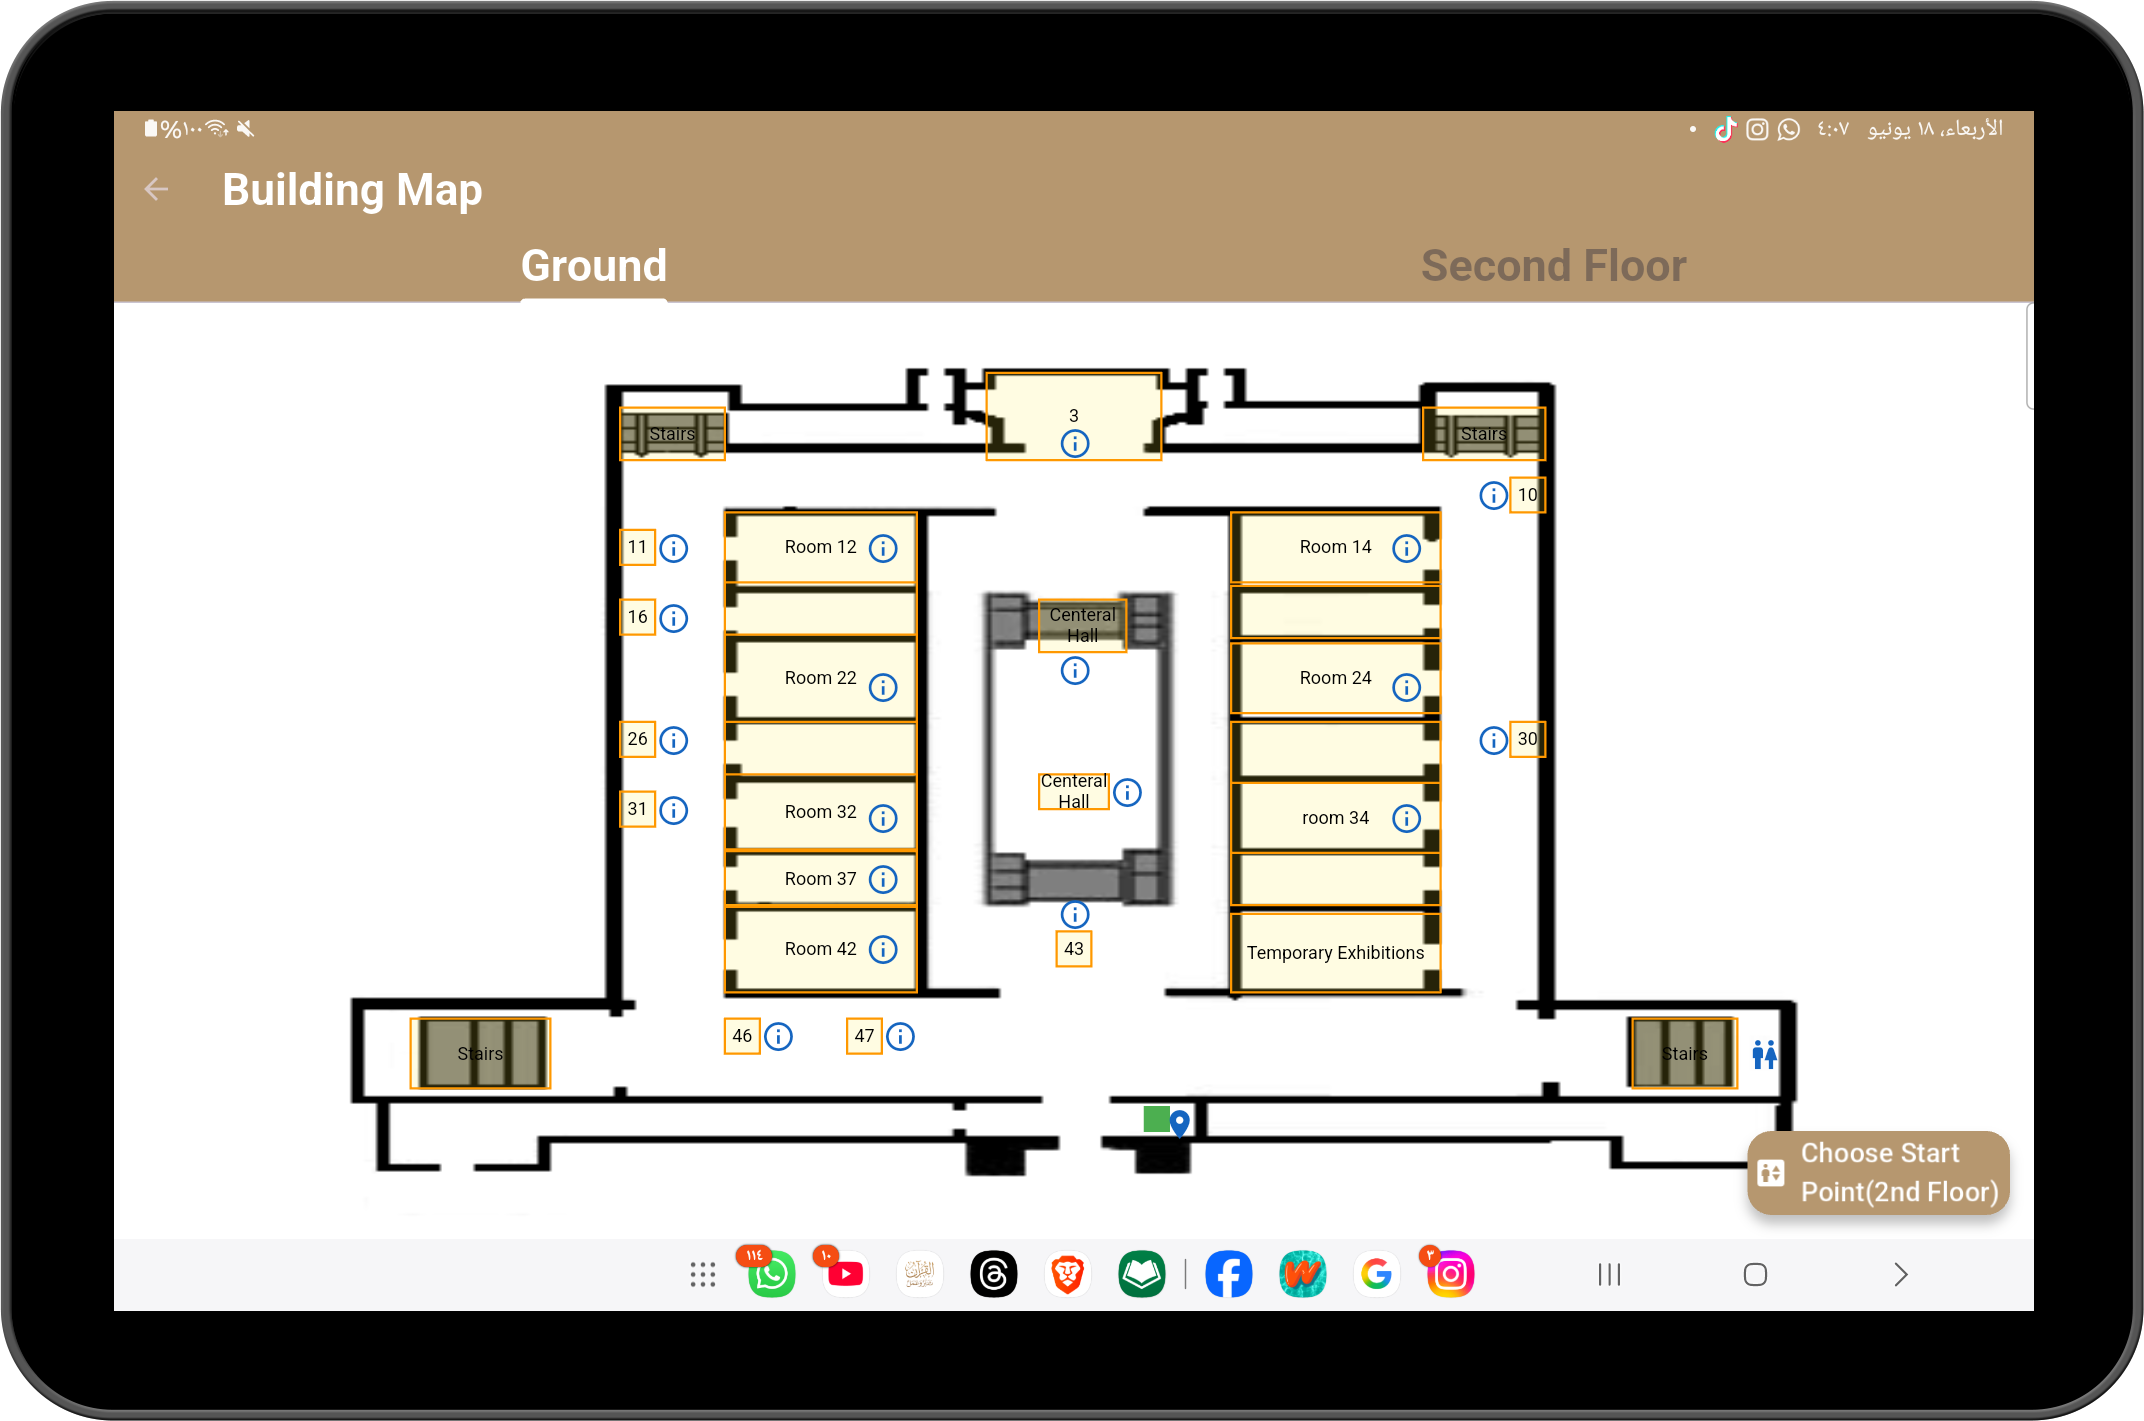 ١٠٠%
٤:٠٧ الأربعاء، ١٨ يونيو
Building Map
Ground
Second Floor
3
Stairs
Stairs
10
11
Room 12
Room 14
16
Centeral
Hall
Room 22
Room 24
26
30
Centeral
Hall
31
Room 32
room 34
Room 37
Room 42
43
Temporary Exhibitions
46
47
Stairs
Stairs
Choose Start
Point(2nd Floor)
١١٤
١٠
٣